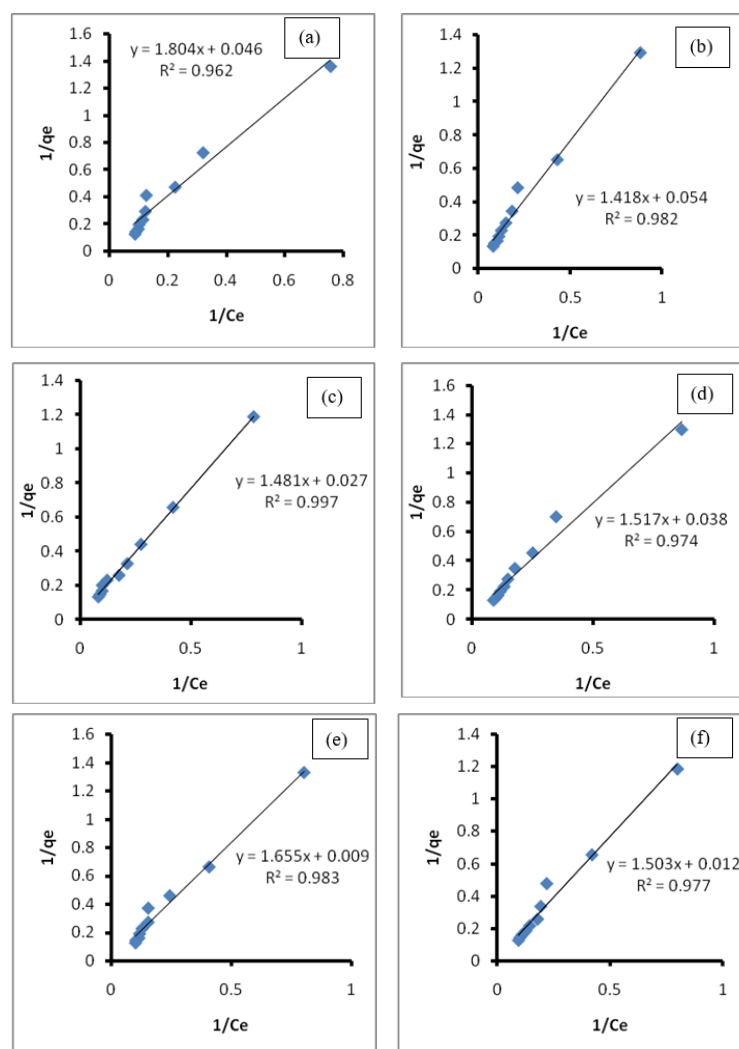 (a)
y = 1.804x + 0.046
R² = 0.962
1/qe
1.6
1.4
1.2
1
0.8
0.6
0.4
0.2
0
0 0.2 0.4 0.6 0.8
1/Ce
(b)
1.4
1.2
1
0.8
0.6
0.4
0.2
0
1/qe
y = 1.418x + 0.054
R² = 0.982
0 0.5 1
1/Ce
(c)
1.4
1.2
1
0.8
0.6
0.4
0.2
0
1/qe
y = 1.481x + 0.027
R² = 0.997
0 0.5 1
1/Ce
(d)
1.6
1.4
1.2
1
0.8
0.6
0.4
0.2
0
1/qe
y = 1.517x + 0.038
R² = 0.974
0 0.5 1
1/Ce
(e)
1.6
1.4
1.2
1
0.8
0.6
0.4
0.2
0
1/qe
y = 1.655x + 0.009
R² = 0.983
0 0.5 1
1/Ce
(f)
1.4
1.2
1
0.8
0.6
0.4
0.2
0
1/qe
y = 1.503x + 0.012
R² = 0.977
0 0.5 1
1/Ce